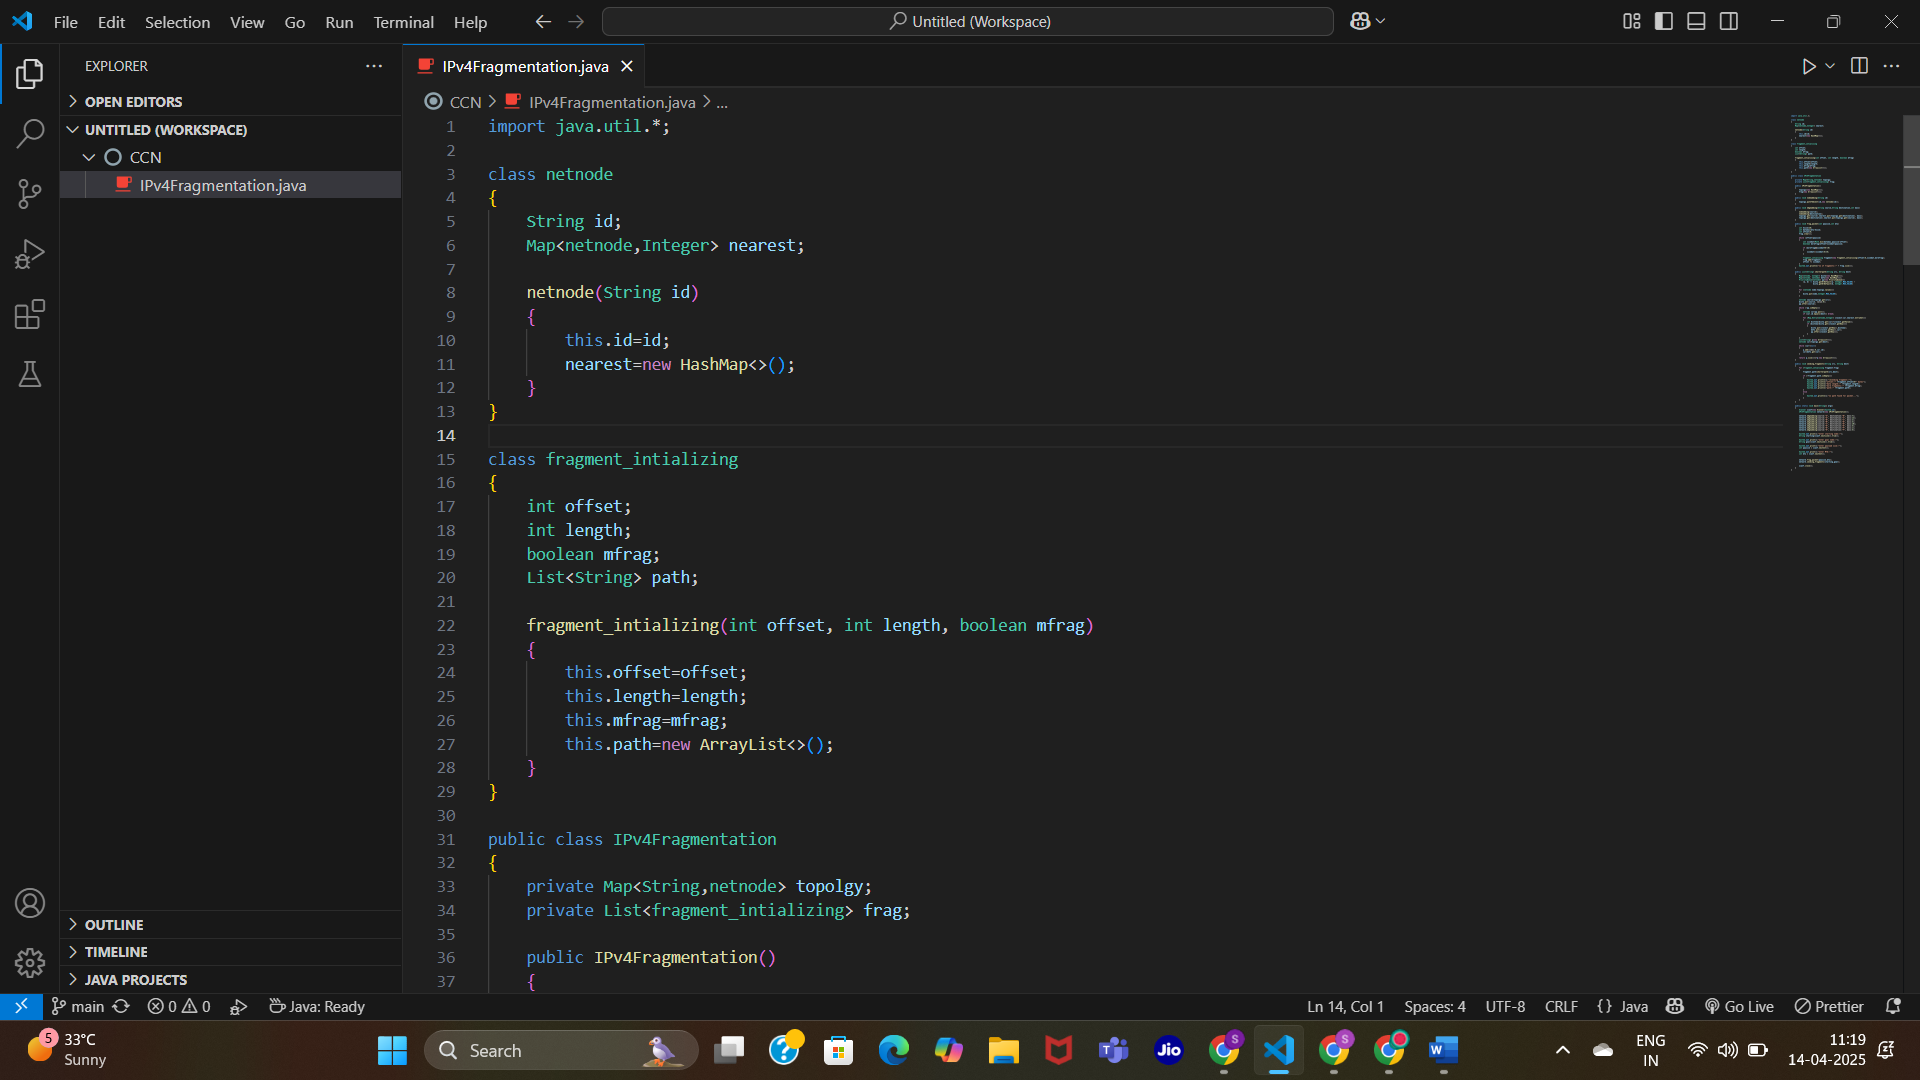 File Edit Selection View Go Run Terminal Help
Untitled (Workspace)
EXPLORER
OPEN EDITORS
UNTITLED (WORKSPACE)
CCN
IPv4Fragmentation.java
OUTLINE
TIMELINE
JAVA PROJECTS
IPv4Fragmentation.java
CCN > IPv4Fragmentation.java > ...
1 import java.util.*;
2
3 class netnode
4 {
5 String id;
6 Map<netnode,Integer> nearest;
7
8 netnode(String id)
9 {
10 this.id=id;
11 nearest=new HashMap<>();
12 }
13 }
14
15 class fragment_intializing
16 {
17 int offset;
18 int length;
19 boolean mfrag;
20 List<String> path;
21
22 fragment_intializing(int offset, int length, boolean mfrag)
23 {
24 this.offset=offset;
25 this.length=length;
26 this.mfrag=mfrag;
27 this.path=new ArrayList<>();
28 }
29 }
30
31 public class IPv4Fragmentation
32 {
33 private Map<String,netnode> topolgy;
34 private List<fragment_intializing> frag;
35
36 public IPv4Fragmentation()
37 {
main 0 0 Java: Ready
Ln 14, Col 1 Spaces: 4 UTF-8 CRLF {} Java Go Live Prettier
5 33°C
Sunny
Search
Jio
S
S
ENG
IN
11:19
14-04-2025